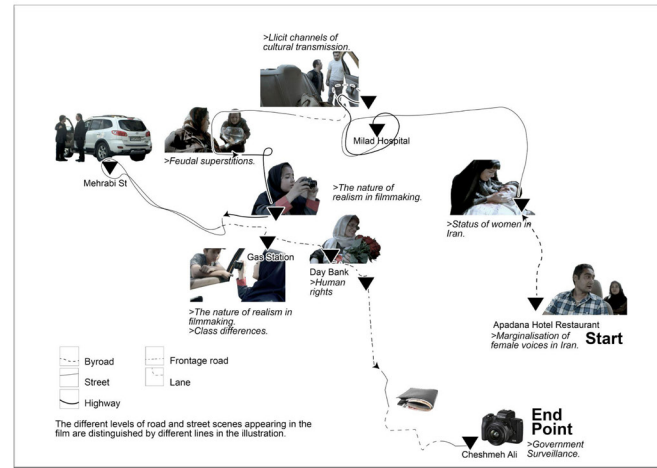 >Llicit channels of
cultural transmission.
Milad Hospital
>Feudal superstitions.
Mehrabi St
>The nature of
realism in filmmaking.
>Status of women in
Iran.
Gas Station
Day Bank
>Human
rights
>The nature of realism in
filmmaking.
>Class differences.
Apadana Hotel Restaurant
>Marginalisation of
female voices in Iran.
Start
Byroad
Frontage road
Street
Lane
Highway
The different levels of road and street scenes appearing in the
film are distinguished by different lines in the illustration.
End
Point
>Government
Surveillance.
Cheshmeh Ali